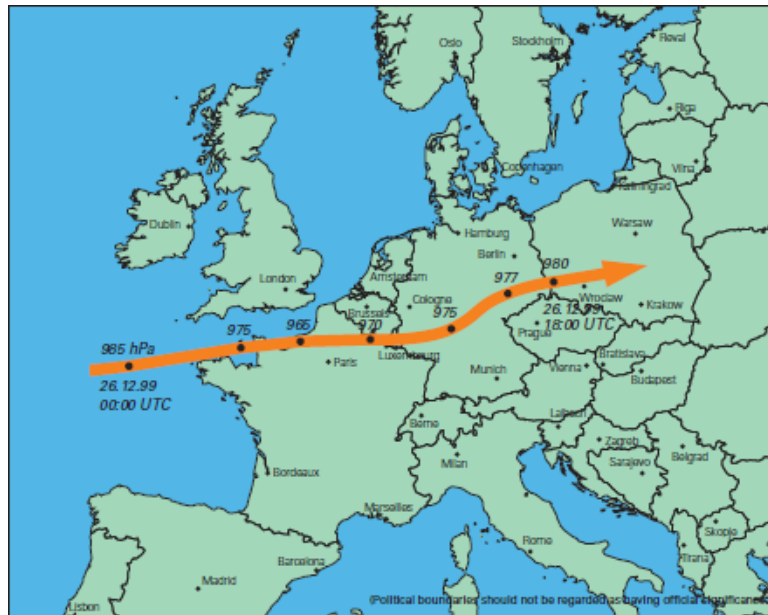 Oslo
Stockholm
Reval
Riga
Copenhagen
Vilna
Kaliningrad
Dublin
Hamburg
Warsaw
Berlin
London
Amsterdam
977
980
Brussels
Cologne
Wroclaw
Krakow
26.12.99
18:00 UTC
975
965
970
975
Prague
985 hPa
Paris
Luxembourg
26.12.99
00:00 UTC
Munich
Vienna
Bratislava
Budapest
Berne
Laibach
Milan
Zagreb
Belgrad
Sarajevo
Bordeaux
Marseilles
Skopje
Rome
Tirana
Barcelona
Madrid
Lisbon
(Political boundaries should not be regarded as having official significance